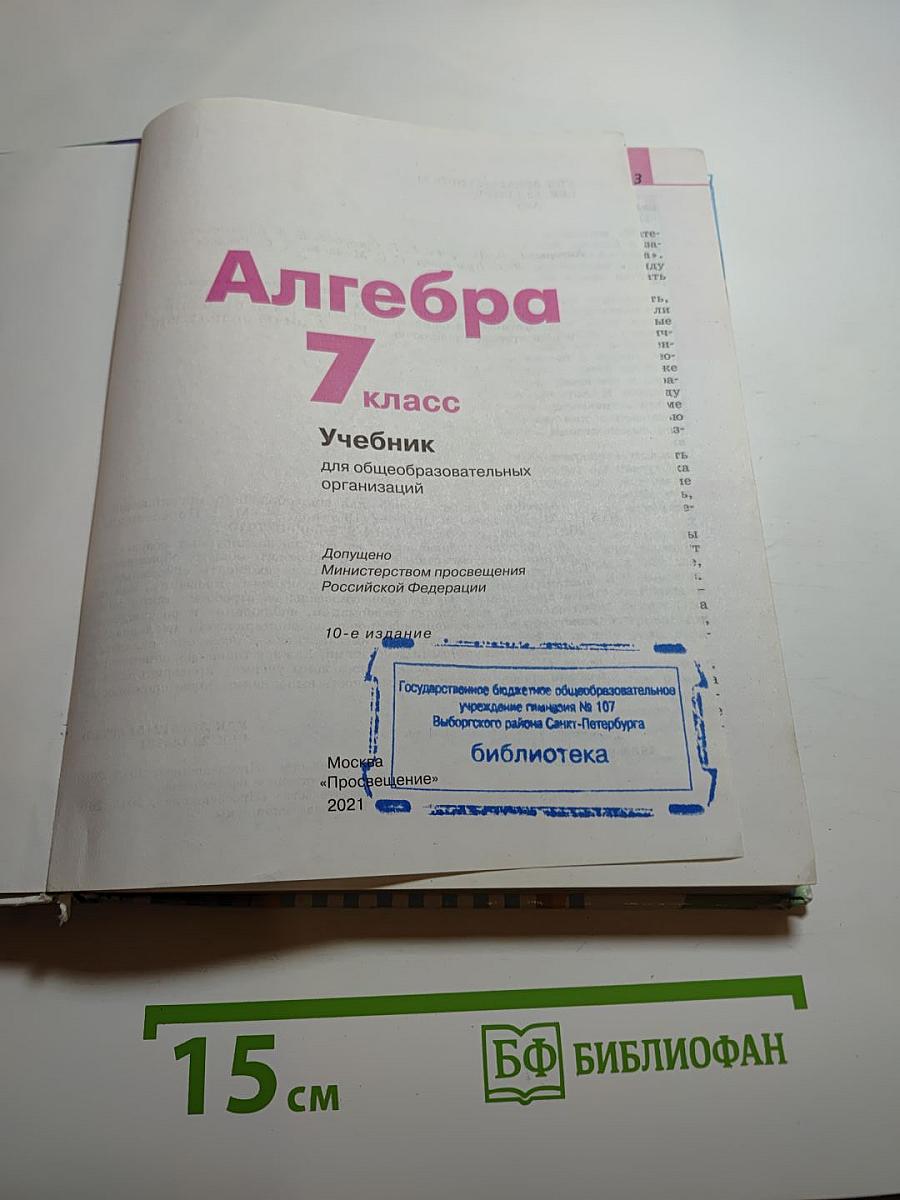 Алгебра
7 класс
Учебник
для общеобразовательных
организаций
Допущено
Министерством просвещения
Российской Федерации
10-е издание
Государственное бюджетное общеобразовательное
учреждение гимназия № 107
Выборгского района Санкт-Петербурга
библиотека
Москва
«Просвещение»
2021
3
15 см
БФ БИБЛИОФАН